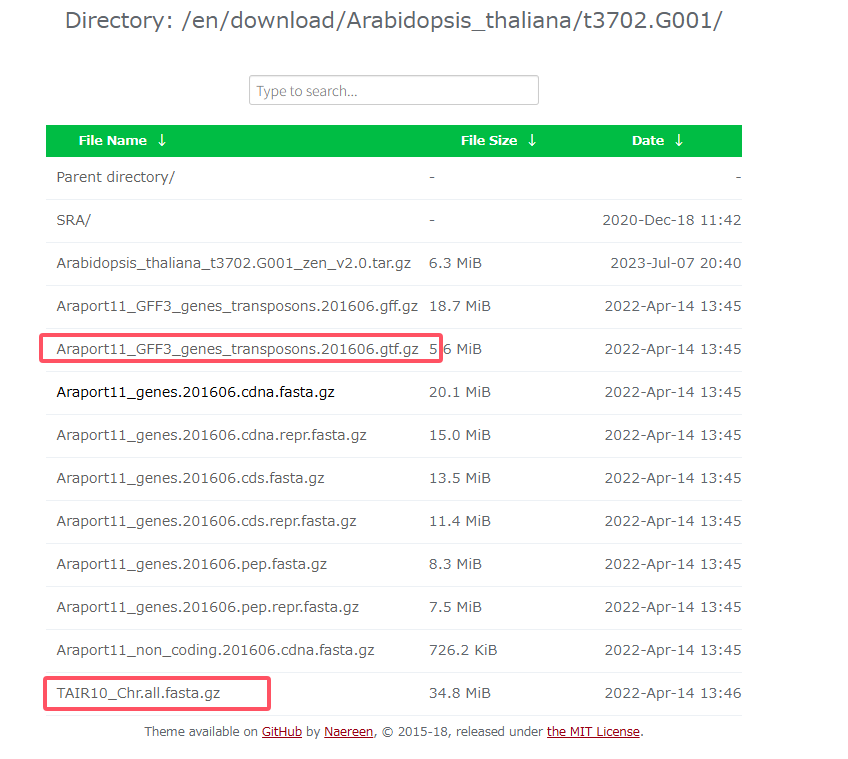 Directory: /en/download/Arabidopsis_thaliana/t3702.G001/
Type to search...
File Name ↓ File Size ↓ Date ↓
Parent directory/ - -
SRA/ - 2020-Dec-18 11:42
Arabidopsis_thaliana_t3702.G001_zen_v2.0.tar.gz 6.3 MiB 2023-Jul-07 20:40
Araport11_GFF3_genes_transposons.201606.gff.gz 18.7 MiB 2022-Apr-14 13:45
Araport11_GFF3_genes_transposons.201606.gtf.gz 5.6 MiB 2022-Apr-14 13:45
Araport11_genes.201606.cdna.fasta.gz 20.1 MiB 2022-Apr-14 13:45
Araport11_genes.201606.cdna.repr.fasta.gz 15.0 MiB 2022-Apr-14 13:45
Araport11_genes.201606.cds.fasta.gz 13.5 MiB 2022-Apr-14 13:45
Araport11_genes.201606.cds.repr.fasta.gz 11.4 MiB 2022-Apr-14 13:45
Araport11_genes.201606.pep.fasta.gz 8.3 MiB 2022-Apr-14 13:45
Araport11_genes.201606.pep.repr.fasta.gz 7.5 MiB 2022-Apr-14 13:45
Araport11_non_coding.201606.cdna.fasta.gz 726.2 KiB 2022-Apr-14 13:45
TAIR10_Chr.all.fasta.gz 34.8 MiB 2022-Apr-14 13:46
Theme available on GitHub by Naereen, © 2015-18, released under the MIT License.